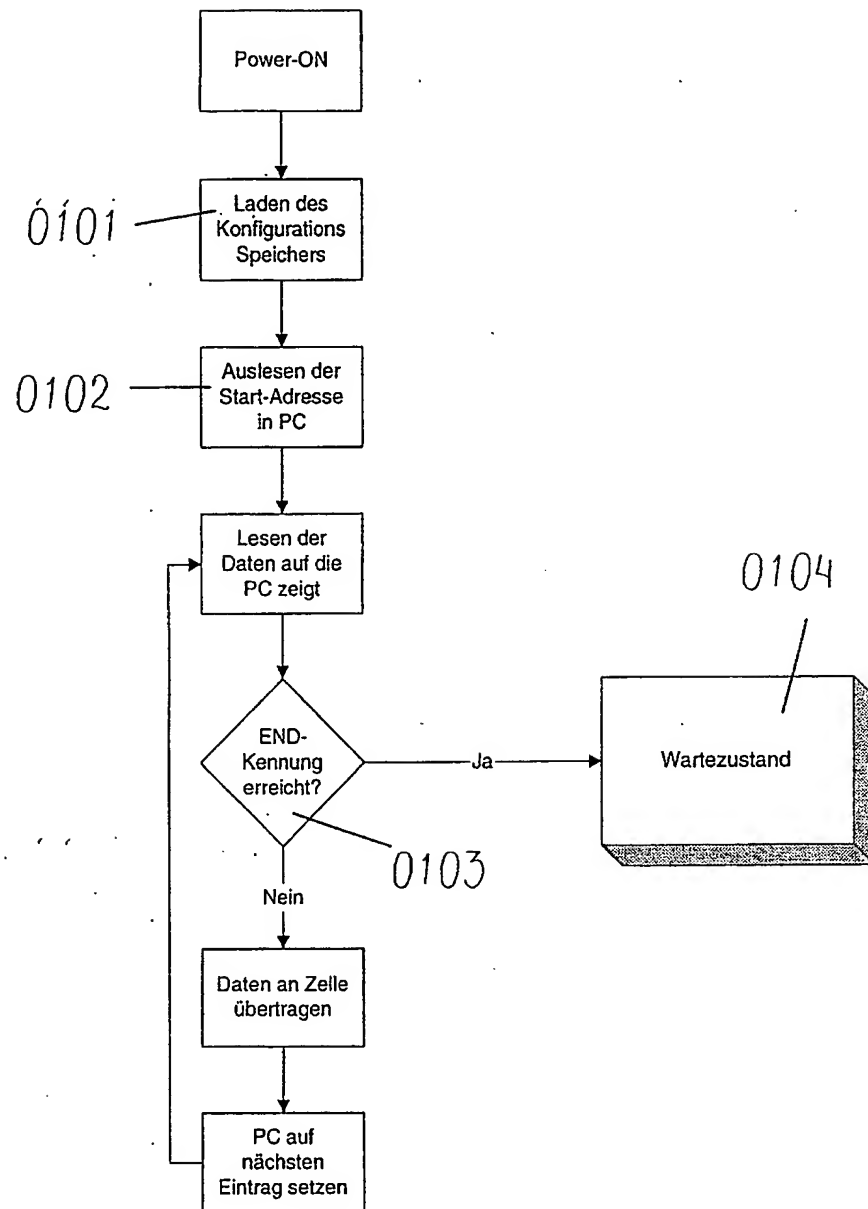 Power-ON
0101
Laden des
Konfigurations
Speichers
0102
Auslesen der
Start-Adresse
in PC
Lesen der
Daten auf die
PC zeigt
0104
END-
Kennung
erreicht?
Ja
Wartezustand
0103
Nein
Daten an Zelle
übertragen
PC auf
nächsten
Eintrag setzen